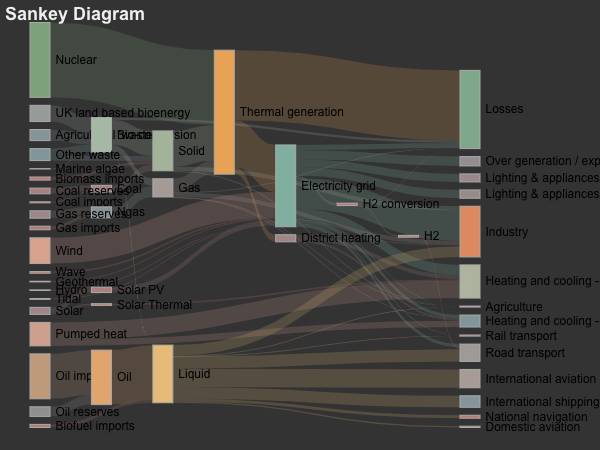 Sankey Diagram
Nuclear
Thermal generation
Losses
UK land based bioenergy
Solid
Over generation / exp
Other waste
Marine algae
Biomass imports
Coal reserves
Coal
Coal imports
Gas
Gas reserves
Ngas
Gas imports
Electricity grid
Lighting & appliances
Lighting & appliances
H2 conversion
District heating
H2
Industry
Wind
Wave
Geothermal
Hydro
Tidal
Solar
Solar PV
Solar Thermal
Heating and cooling -
Agriculture
Heating and cooling -
Pumped heat
Rail transport
Road transport
Oil
Liquid
International aviation
International shipping
Oil reserves
Biofuel imports
National navigation
Domestic aviation